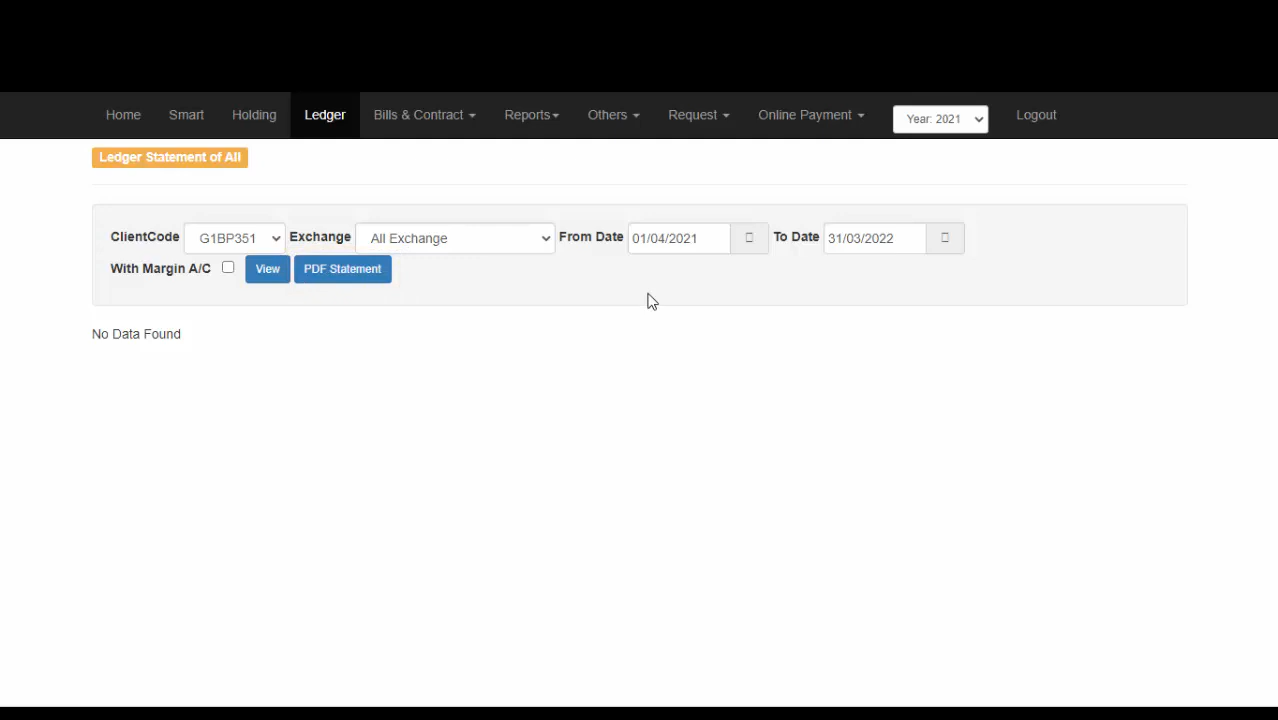 Home Smart Holding Ledger Bills & Contract Reports Others Request Online Payment Year: 2021 Logout
Ledger Statement of All
ClientCode G1BP351 Exchange All Exchange From Date 01/04/2021 To Date 31/03/2022
With Margin A/C View PDF Statement
No Data Found